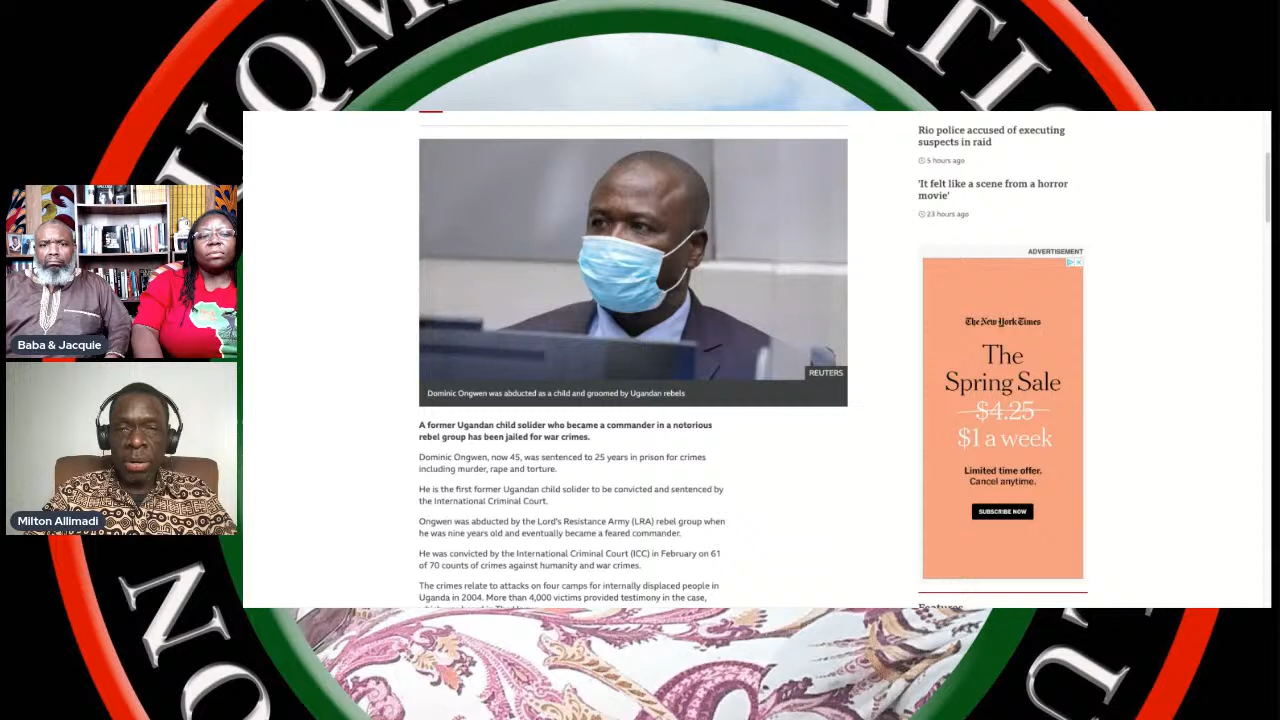 Rio police accused of executing
suspects in raid
5 hours ago
'It felt like a scene from a horror
movie'
23 hours ago
ADVERTISEMENT
The New York Times
The
Spring Sale
$4.25
$1 a week
Limited time offer.
Cancel anytime.
SUBSCRIBE NOW
Features
REUTERS
Dominic Ongwen was abducted as a child and groomed by Ugandan rebels
A former Ugandan child solider who became a commander in a notorious
rebel group has been jailed for war crimes.
Dominic Ongwen, now 45, was sentenced to 25 years in prison for crimes
including murder, rape and torture.
He is the first former Ugandan child solider to be convicted and sentenced by
the International Criminal Court.
Ongwen was abducted by the Lord's Resistance Army (LRA) rebel group when
he was nine years old and eventually became a feared commander.
He was convicted by the International Criminal Court (ICC) in February on 61
of 70 counts of crimes against humanity and war crimes.
The crimes relate to attacks on four camps for internally displaced people in
Uganda in 2004. More than 4,000 victims provided testimony in the case,
Baba & Jacquie
Milton Allimadi